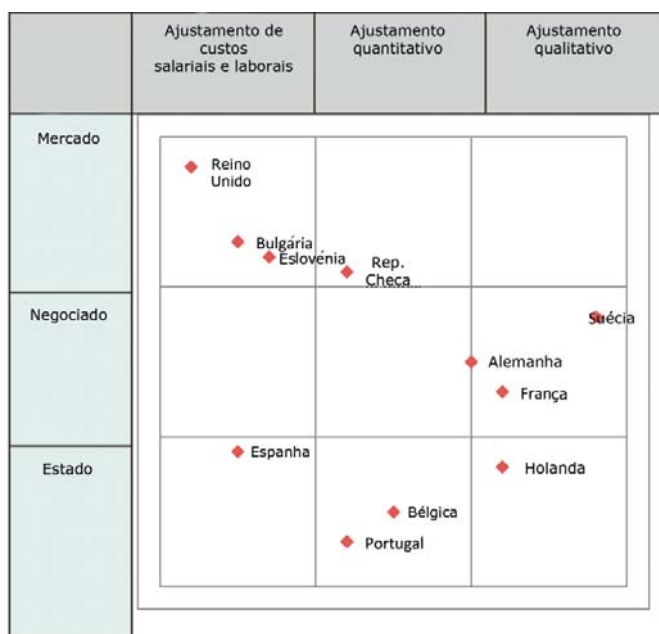 Ajustamento de
custos
salariais e laborais
Ajustamento
quantitativo
Ajustamento
qualitativo
Mercado
Reino
Unido
Bulgária
Eslovénia
Rep.
Checa
Negociado
Suécia
Alemanha
França
Estado
Espanha
Holanda
Bélgica
Portugal